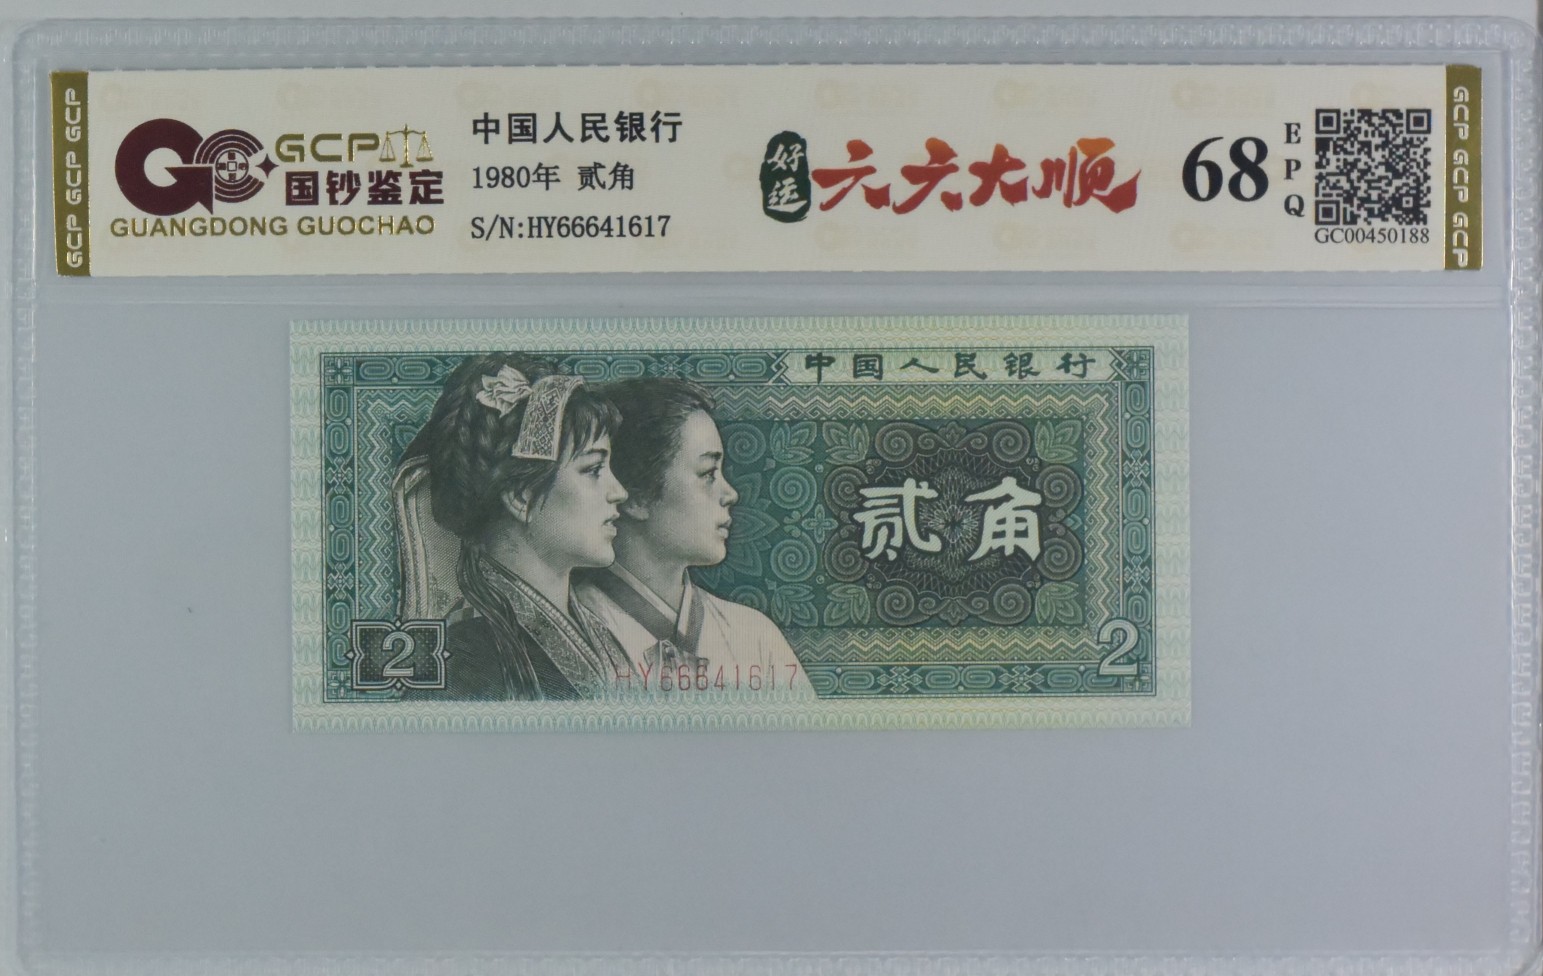 GCP GCP GCP
GCP
国钞鉴定
GUANGDONG GUOCHAO
中国人民银行
1980年 贰角
S/N:HY66641617
好运
六六大顺
68
EPQ
GC00450188
GCP GCP GCP
中国人民银行
贰角
2
HY66641617
2